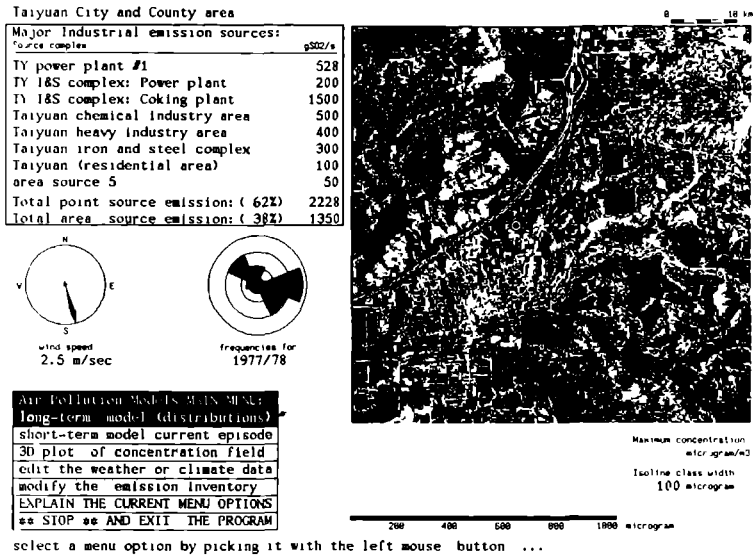 Taiyuan City and County area
0 10 km
Major Industrial emission sources:
Source complex gSO2/s
TY power plant #1 528
TY I&S complex: Power plant 200
TY I&S complex: Coking plant 1500
Taiyuan chemical industry area 500
Taiyuan heavy industry area 400
Taiyuan iron and steel complex 300
Taiyuan (residential area) 100
area source 5 50
Total point source emission: ( 62%) 2228
Total area source emission: ( 38%) 1350
N
W E
S
wind speed
2.5 m/sec
frequencies for
1977/78
Air Pollution Models MAIN MENU:
long-term model (distributions)
short-term model current episode
3D plot of concentration field
edit the weather or climate data
modify the emission inventory
EXPLAIN THE CURRENT MENU OPTIONS
** STOP ** AND EXIT THE PROGRAM
Maximum concentration
microgram/m3
Isoline class width
100 microgram
200 400 600 800 1000 microgram
select a menu option by picking it with the left mouse button ...